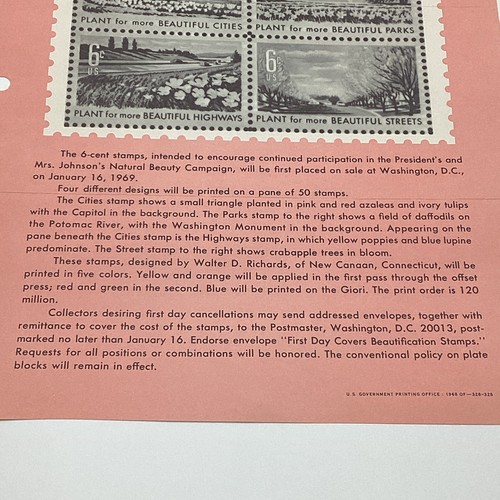 PLANT for more BEAUTIFUL CITIES
PLANT for more BEAUTIFUL PARKS
6c
US
6c
US
PLANT for more BEAUTIFUL HIGHWAYS
PLANT for more BEAUTIFUL STREETS
The 6-cent stamps, intended to encourage continued participation in the President's and
Mrs. Johnson's Natural Beauty Campaign, will be first placed on sale at Washington, D.C.,
on January 16, 1969.
Four different designs will be printed on a pane of 50 stamps.
The Cities stamp shows a small triangle planted in pink and red azaleas and ivory tulips
with the Capitol in the background. The Parks stamp to the right shows a field of daffodils on
the Potomac River, with the Washington Monument in the background. Appearing on the
pane beneath the Cities stamp is the Highways stamp, in which yellow poppies and blue lupine
predominate. The Street stamp to the right shows crabapple trees in bloom.
These stamps, designed by Walter D. Richards, of New Canaan, Connecticut, will be
printed in five colors. Yellow and orange will be applied in the first pass through the offset
press; red and green in the second. Blue will be printed on the Giori. The print order is 120
million.
Collectors desiring first day cancellations may send addressed envelopes, together with
remittance to cover the cost of the stamps, to the Postmaster, Washington, D.C. 20013, post-
marked no later than January 16. Endorse envelope "First Day Covers Beautification Stamps."
Requests for all positions or combinations will be honored. The conventional policy on plate
blocks will remain in effect.
U.S. GOVERNMENT PRINTING OFFICE : 1968 OF—328-525